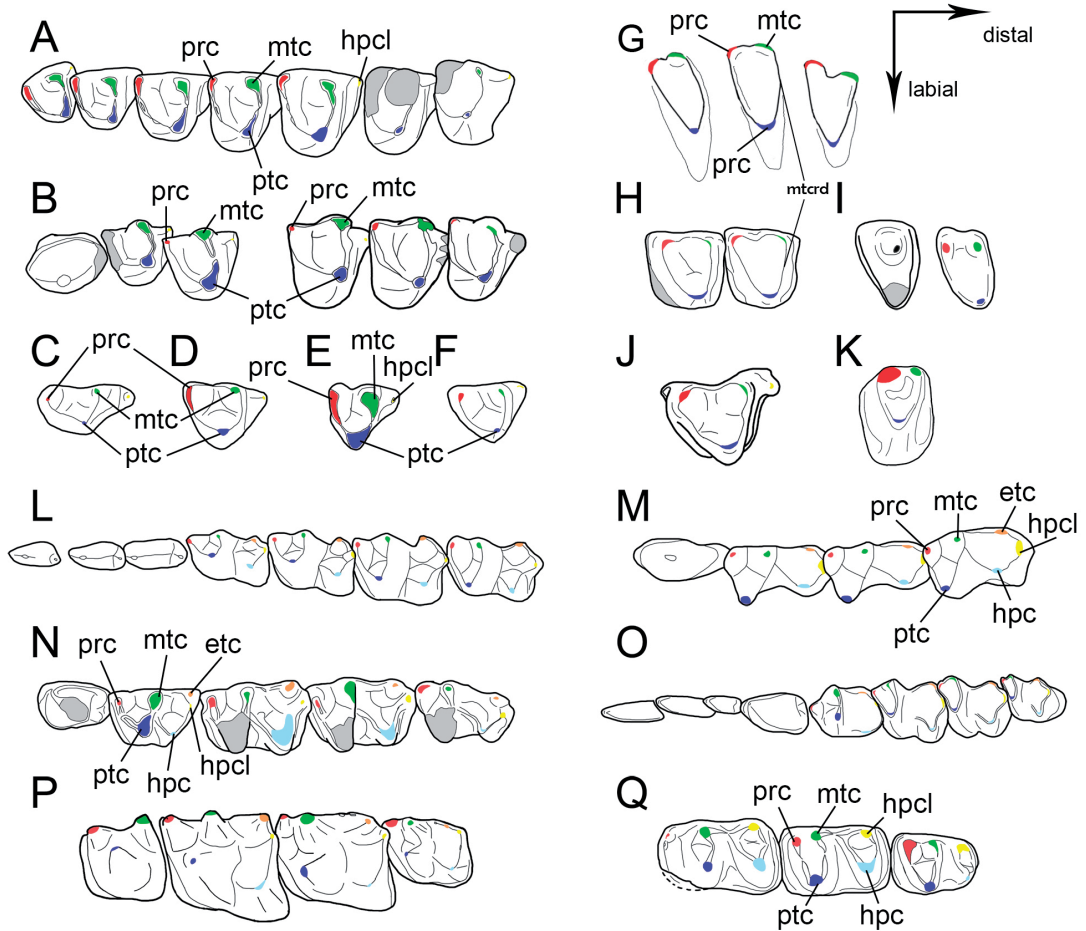 A
prc
mtc
hpcl
ptc
G
prc
mtc
prc
mtcrd
distal
labial
B
prc
mtc
prc
mtc
ptc
H
I
C
prc
D
mtc
ptc
E
prc
mtc
hpcl
F
ptc
J
K
L
M
prc
mtc
etc
hpcl
ptc
hpc
N
prc
mtc
etc
ptc
hpc
hpcl
O
P
Q
prc
mtc
hpcl
ptc
hpc